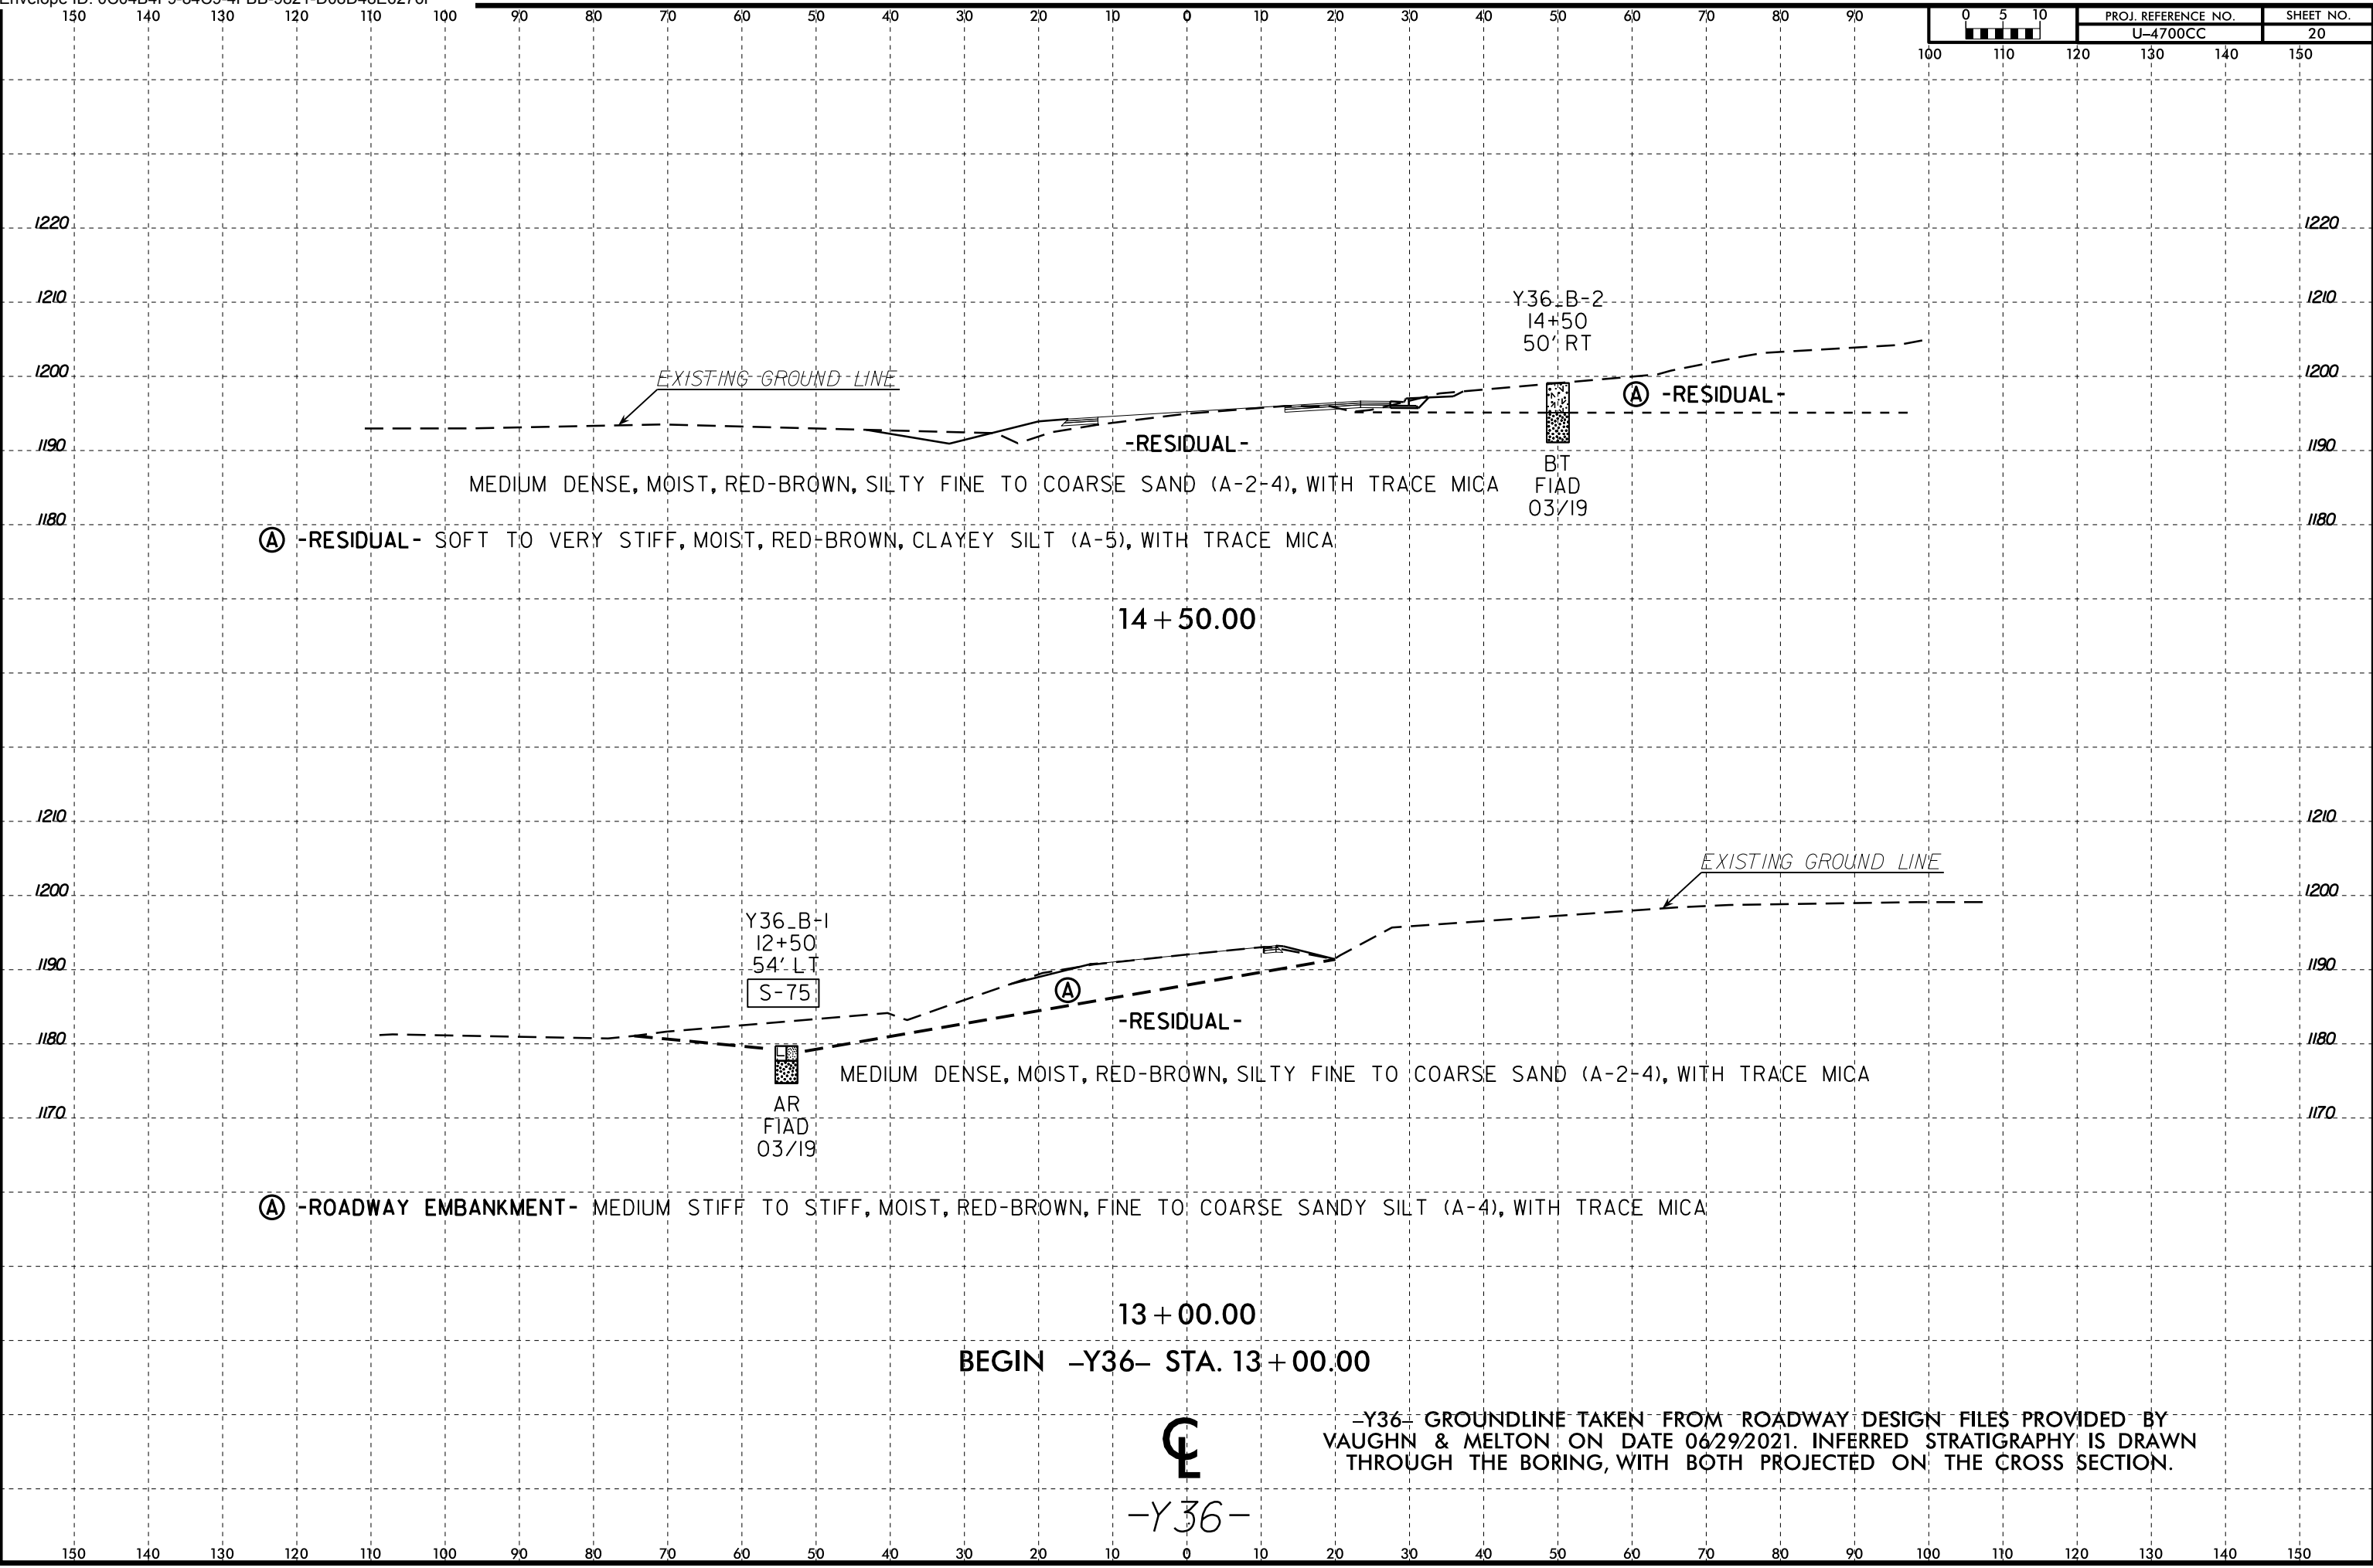 150 140 130 120 110 100 90 80 70 60 50 40 30 20 10 0 10 20 30 40 50 60 70 80 90
0 5 10
PROJ. REFERENCE NO. SHEET NO.
U-4700CC 20
100 110 120 130 140 150
1220 1220
1210 1210
Y36_B-2
14+50
50' RT
1200 1200
EXISTING GROUND LINE
A -RESIDUAL-
1190 1190
-RESIDUAL-
BT
FIAD
03/19
MEDIUM DENSE, MOIST, RED-BROWN, SILTY FINE TO COARSE SAND (A-2-4), WITH TRACE MICA
1180 1180
A -RESIDUAL- SOFT TO VERY STIFF, MOIST, RED-BROWN, CLAYEY SILT (A-5), WITH TRACE MICA
14+50.00
1210 1210
EXISTING GROUND LINE
1200 1200
Y36_B-1
12+50
54' LT
S-75
1190 1190
A
-RESIDUAL-
1180 1180
MEDIUM DENSE, MOIST, RED-BROWN, SILTY FINE TO COARSE SAND (A-2-4), WITH TRACE MICA
AR
FIAD
03/19
1170 1170
A -ROADWAY EMBANKMENT- MEDIUM STIFF TO STIFF, MOIST, RED-BROWN, FINE TO COARSE SANDY SILT (A-4), WITH TRACE MICA
13+00.00
BEGIN -Y36- STA. 13+00.00
CL
-Y36-
-Y36- GROUNDLINE TAKEN FROM ROADWAY DESIGN FILES PROVIDED BY
VAUGHN & MELTON ON DATE 06/29/2021. INFERRED STRATIGRAPHY IS DRAWN
THROUGH THE BORING, WITH BOTH PROJECTED ON THE CROSS SECTION.
150 140 130 120 110 100 90 80 70 60 50 40 30 20 10 0 10 20 30 40 50 60 70 80 90 100 110 120 130 140 150